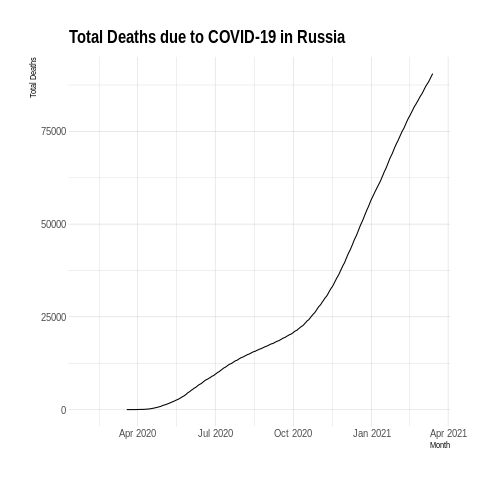 Total Deaths due to COVID-19 in Russia
Total Deaths
75000
50000
25000
0
Apr 2020 Jul 2020 Oct 2020 Jan 2021 Apr 2021
Month